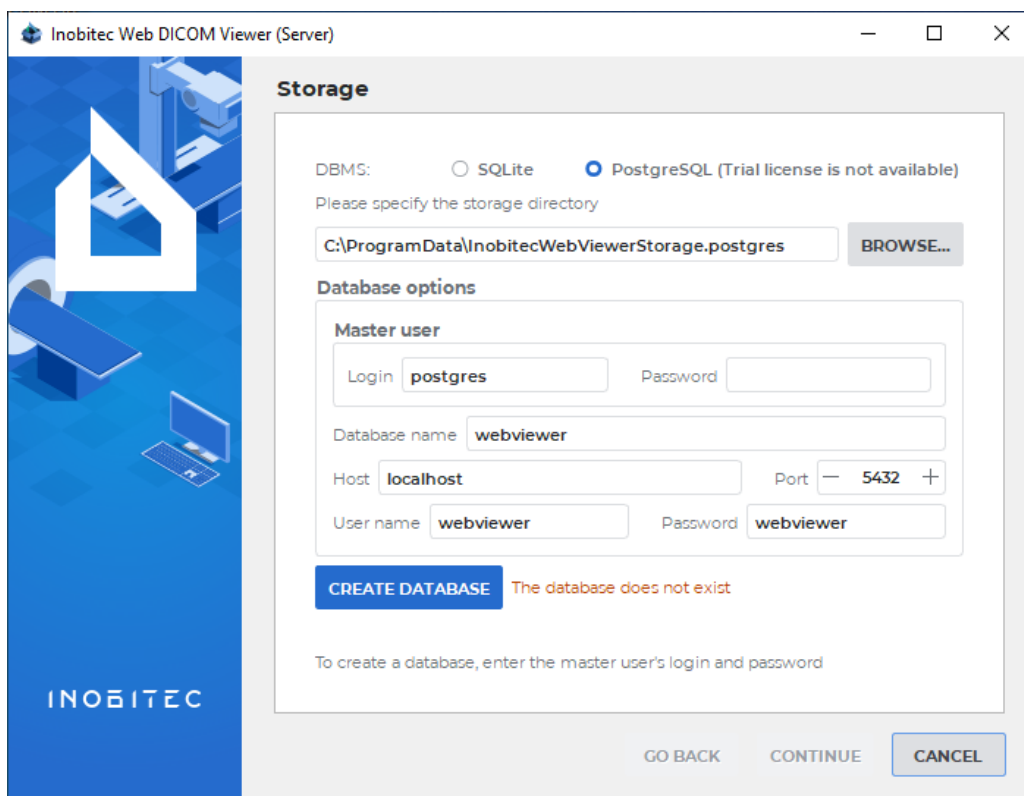 Inobitec Web DICOM Viewer (Server)
Storage
DBMS: SQLite PostgreSQL (Trial license is not available)
Please specify the storage directory
C:\ProgramData\InobitecWebViewerStorage.postgres BROWSE...
Database options
Master user
Login postgres Password
Database name webviewer
Host localhost Port — 5432 +
User name webviewer Password webviewer
CREATE DATABASE The database does not exist
To create a database, enter the master user's login and password
INOBITEC
GO BACK CONTINUE CANCEL